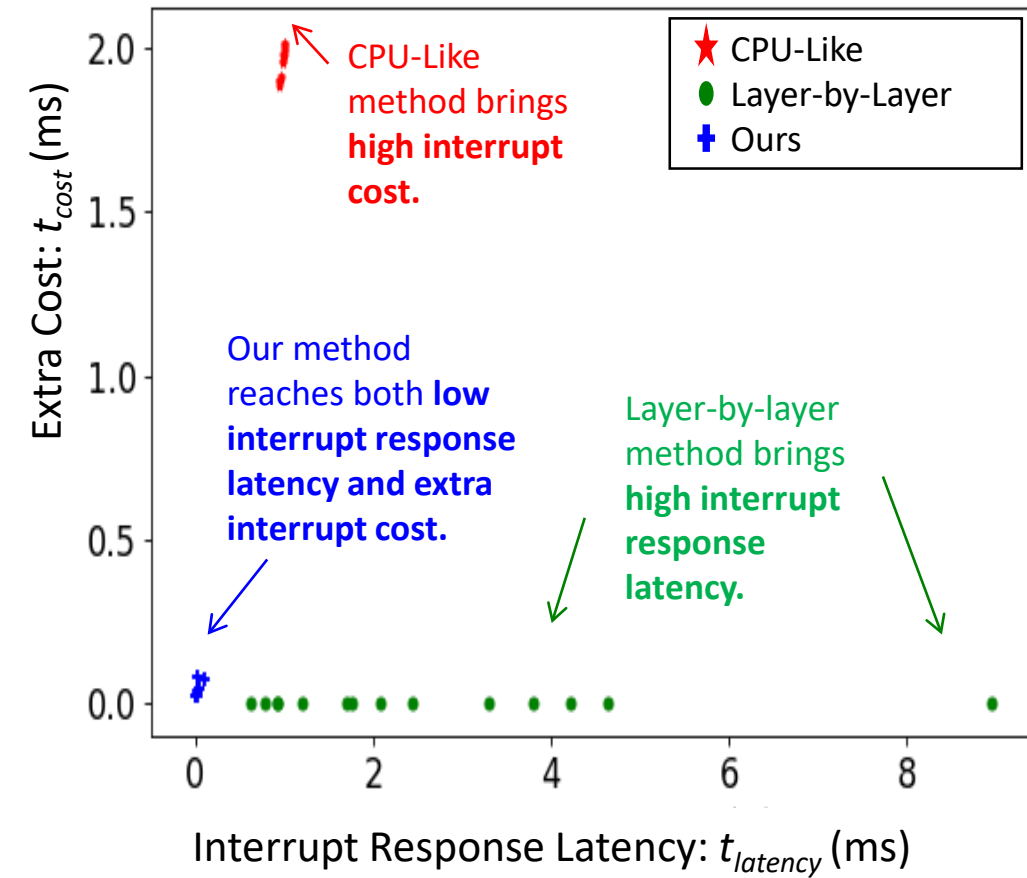 2.0
1.5
1.0
0.5
0.0
Extra Cost: t_cost (ms)
CPU-Like
method brings
high interrupt
cost.
CPU-Like
Layer-by-Layer
Ours
Our method
reaches both low
interrupt response
latency and extra
interrupt cost.
Layer-by-layer
method brings
high interrupt
response
latency.
0 2 4 6 8
Interrupt Response Latency: t_latency (ms)